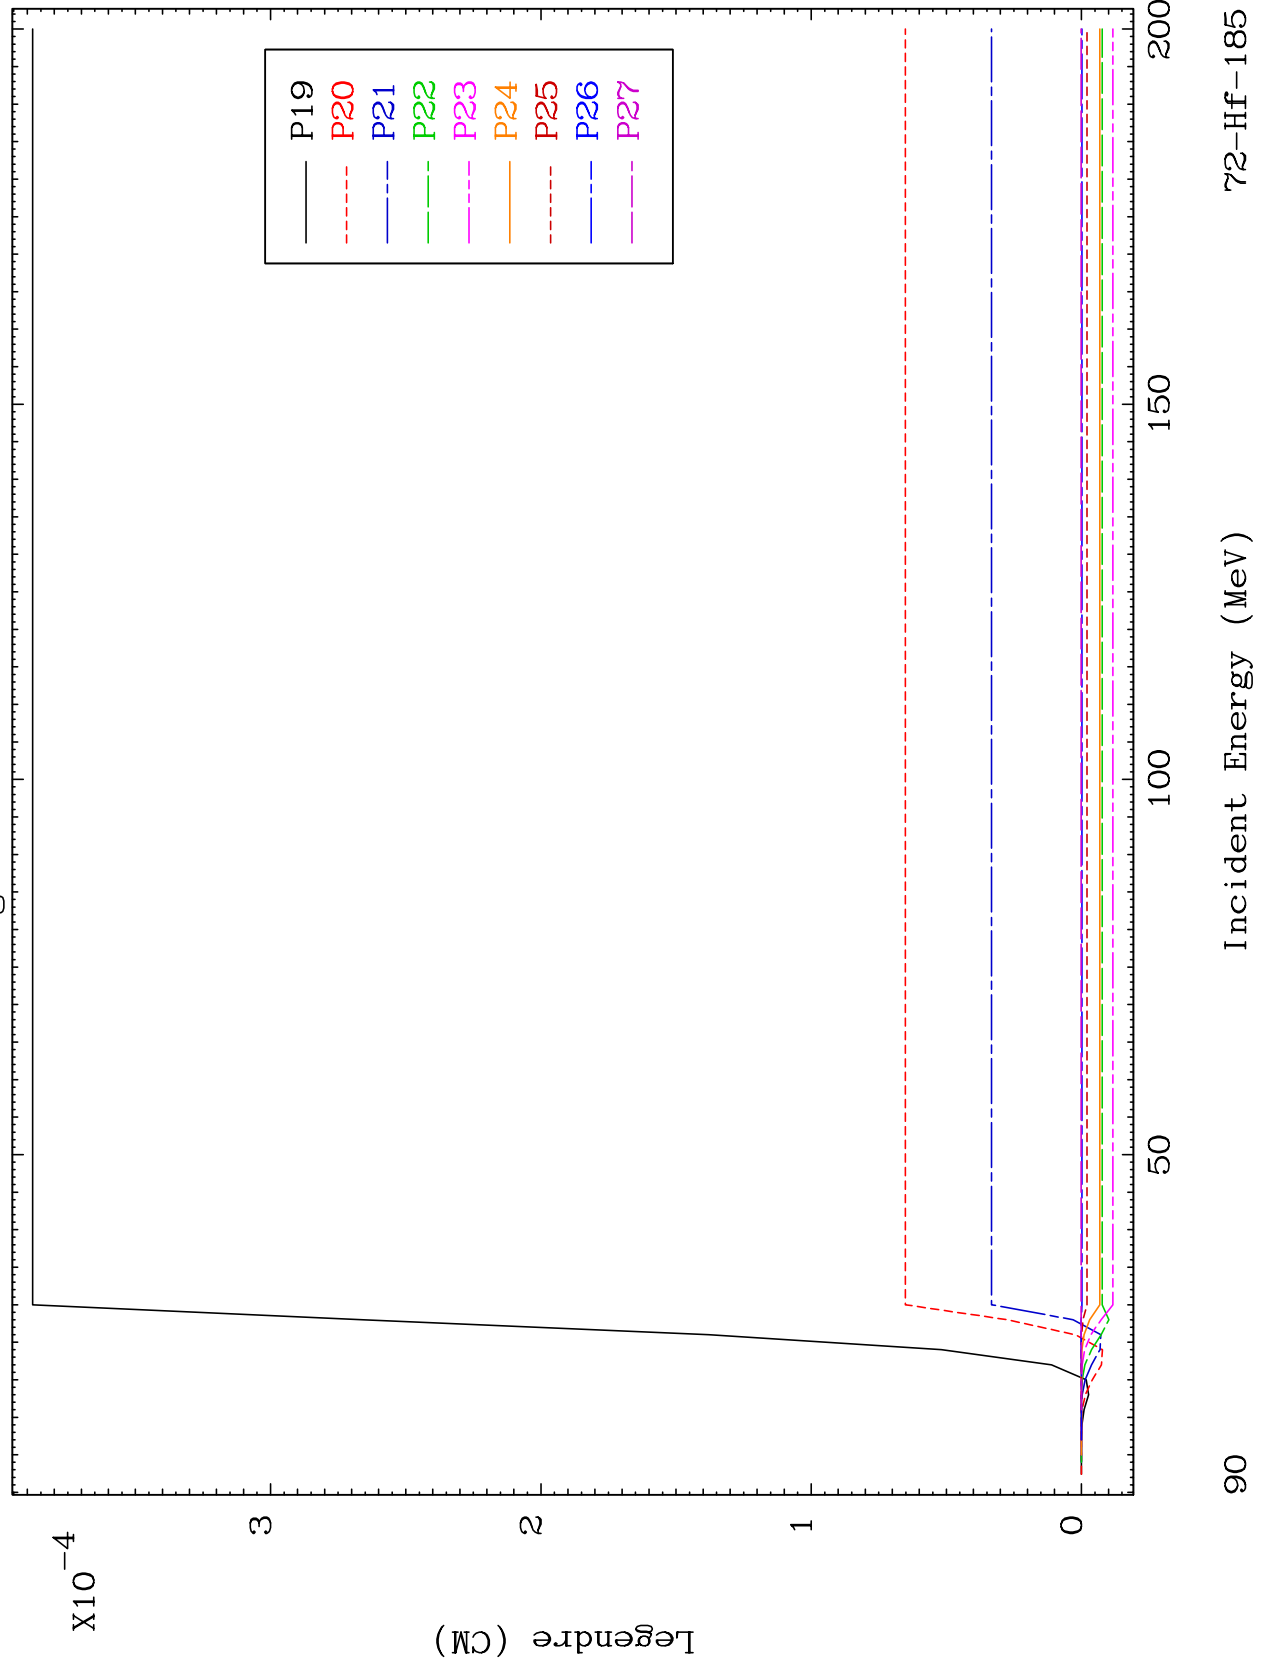 P19
P20
P21
P22
P23
P24
P25
P26
P27
X10⁻⁴
3
2
1
0
Legendre (CM)
50
100
150
200
Incident Energy (MeV)
90
72-Hf-185